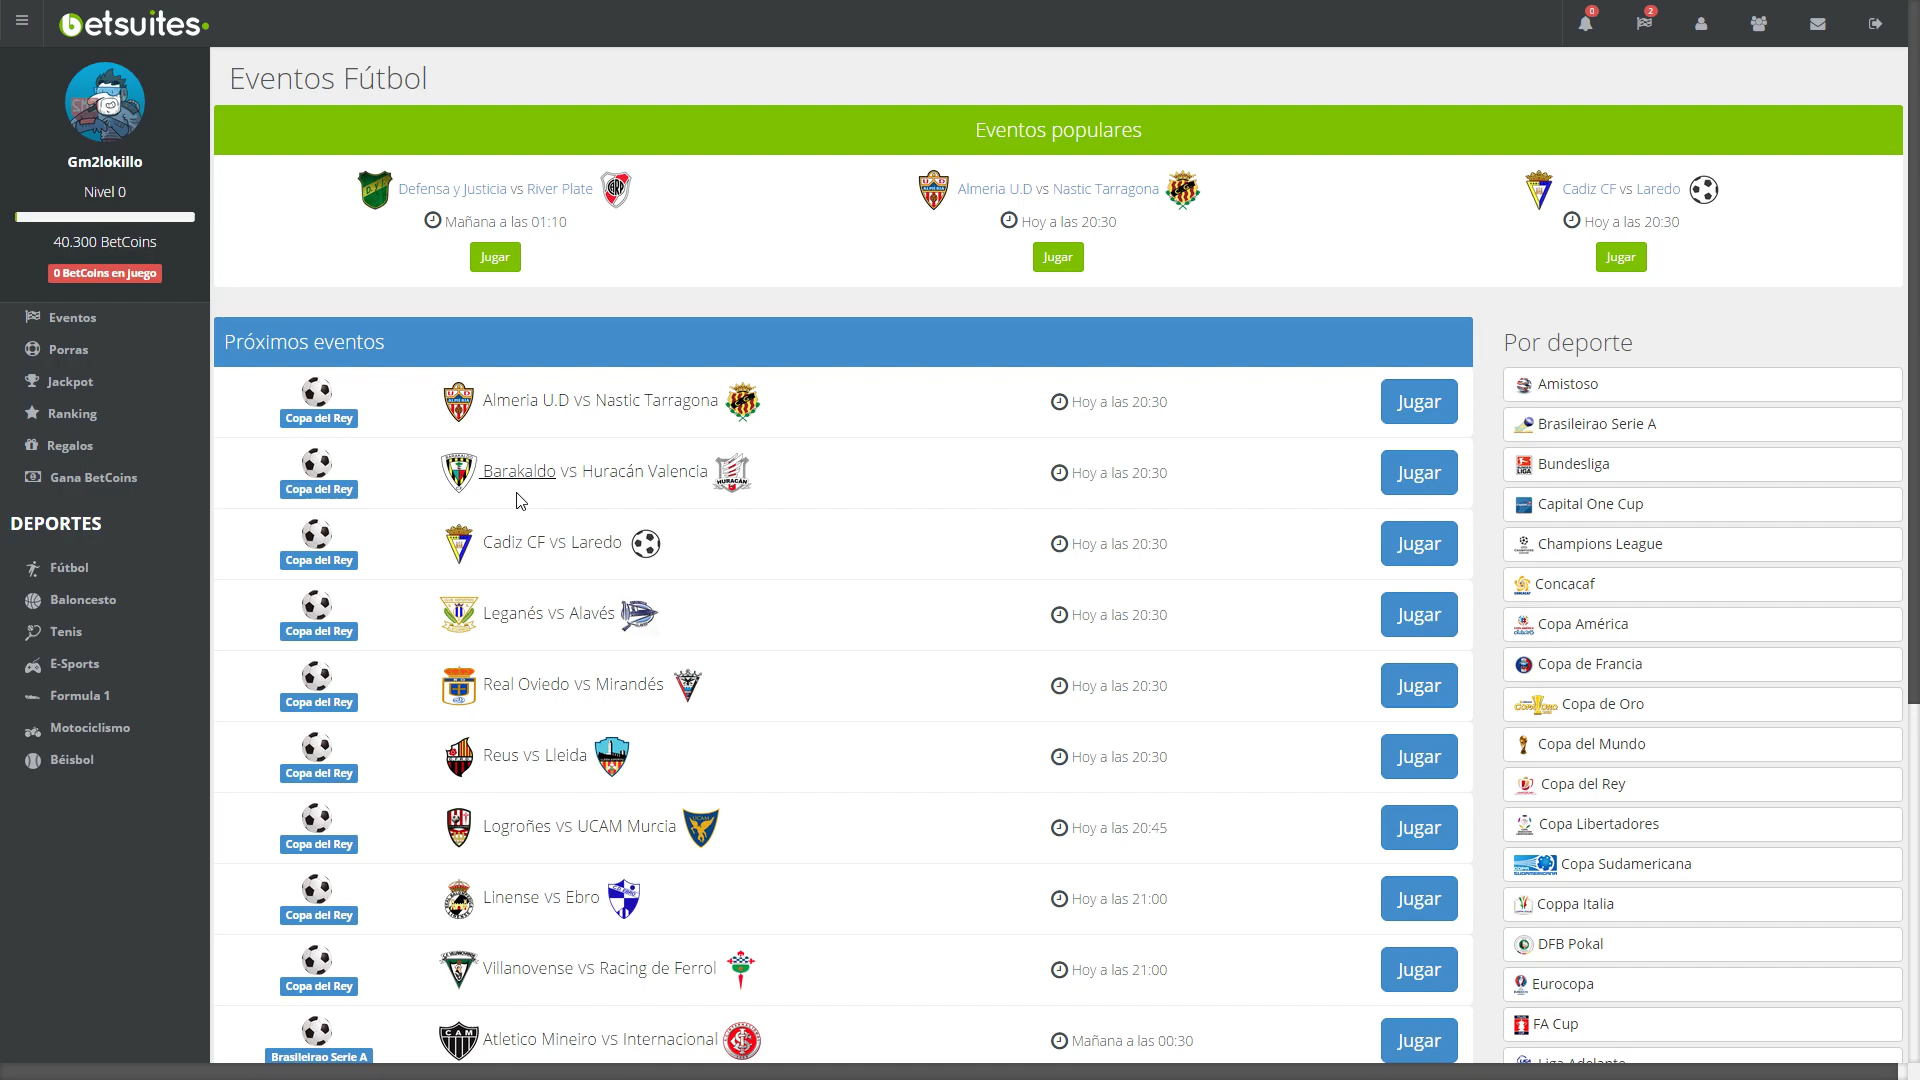 betsuites.
0
2
Gm2lokillo
Nivel 0
40.300 BetCoins
0 BetCoins en juego
Eventos
Porras
Jackpot
Ranking
Regalos
Gana BetCoins
DEPORTES
Fútbol
Baloncesto
Tenis
E-Sports
Formula 1
Motociclismo
Béisbol
Eventos Fútbol
Eventos populares
Defensa y Justicia vs River Plate
Mañana a las 01:10
Jugar
Almeria U.D vs Nastic Tarragona
Hoy a las 20:30
Jugar
Cadiz CF vs Laredo
Hoy a las 20:30
Jugar
Próximos eventos
Copa del Rey
Almeria U.D vs Nastic Tarragona
Hoy a las 20:30
Jugar
Copa del Rey
Barakaldo vs Huracán Valencia
Hoy a las 20:30
Jugar
Copa del Rey
Cadiz CF vs Laredo
Hoy a las 20:30
Jugar
Copa del Rey
Leganés vs Alavés
Hoy a las 20:30
Jugar
Copa del Rey
Real Oviedo vs Mirandés
Hoy a las 20:30
Jugar
Copa del Rey
Reus vs Lleida
Hoy a las 20:30
Jugar
Copa del Rey
Logroñes vs UCAM Murcia
Hoy a las 20:45
Jugar
Copa del Rey
Linense vs Ebro
Hoy a las 21:00
Jugar
Copa del Rey
Villanovense vs Racing de Ferrol
Hoy a las 21:00
Jugar
Brasileirao Serie A
Atletico Mineiro vs Internacional
Mañana a las 00:30
Jugar
Por deporte
Amistoso
Brasileirao Serie A
Bundesliga
Capital One Cup
Champions League
Concacaf
Copa América
Copa de Francia
Copa de Oro
Copa del Mundo
Copa del Rey
Copa Libertadores
Copa Sudamericana
Coppa Italia
DFB Pokal
Eurocopa
FA Cup
Liga Adelante